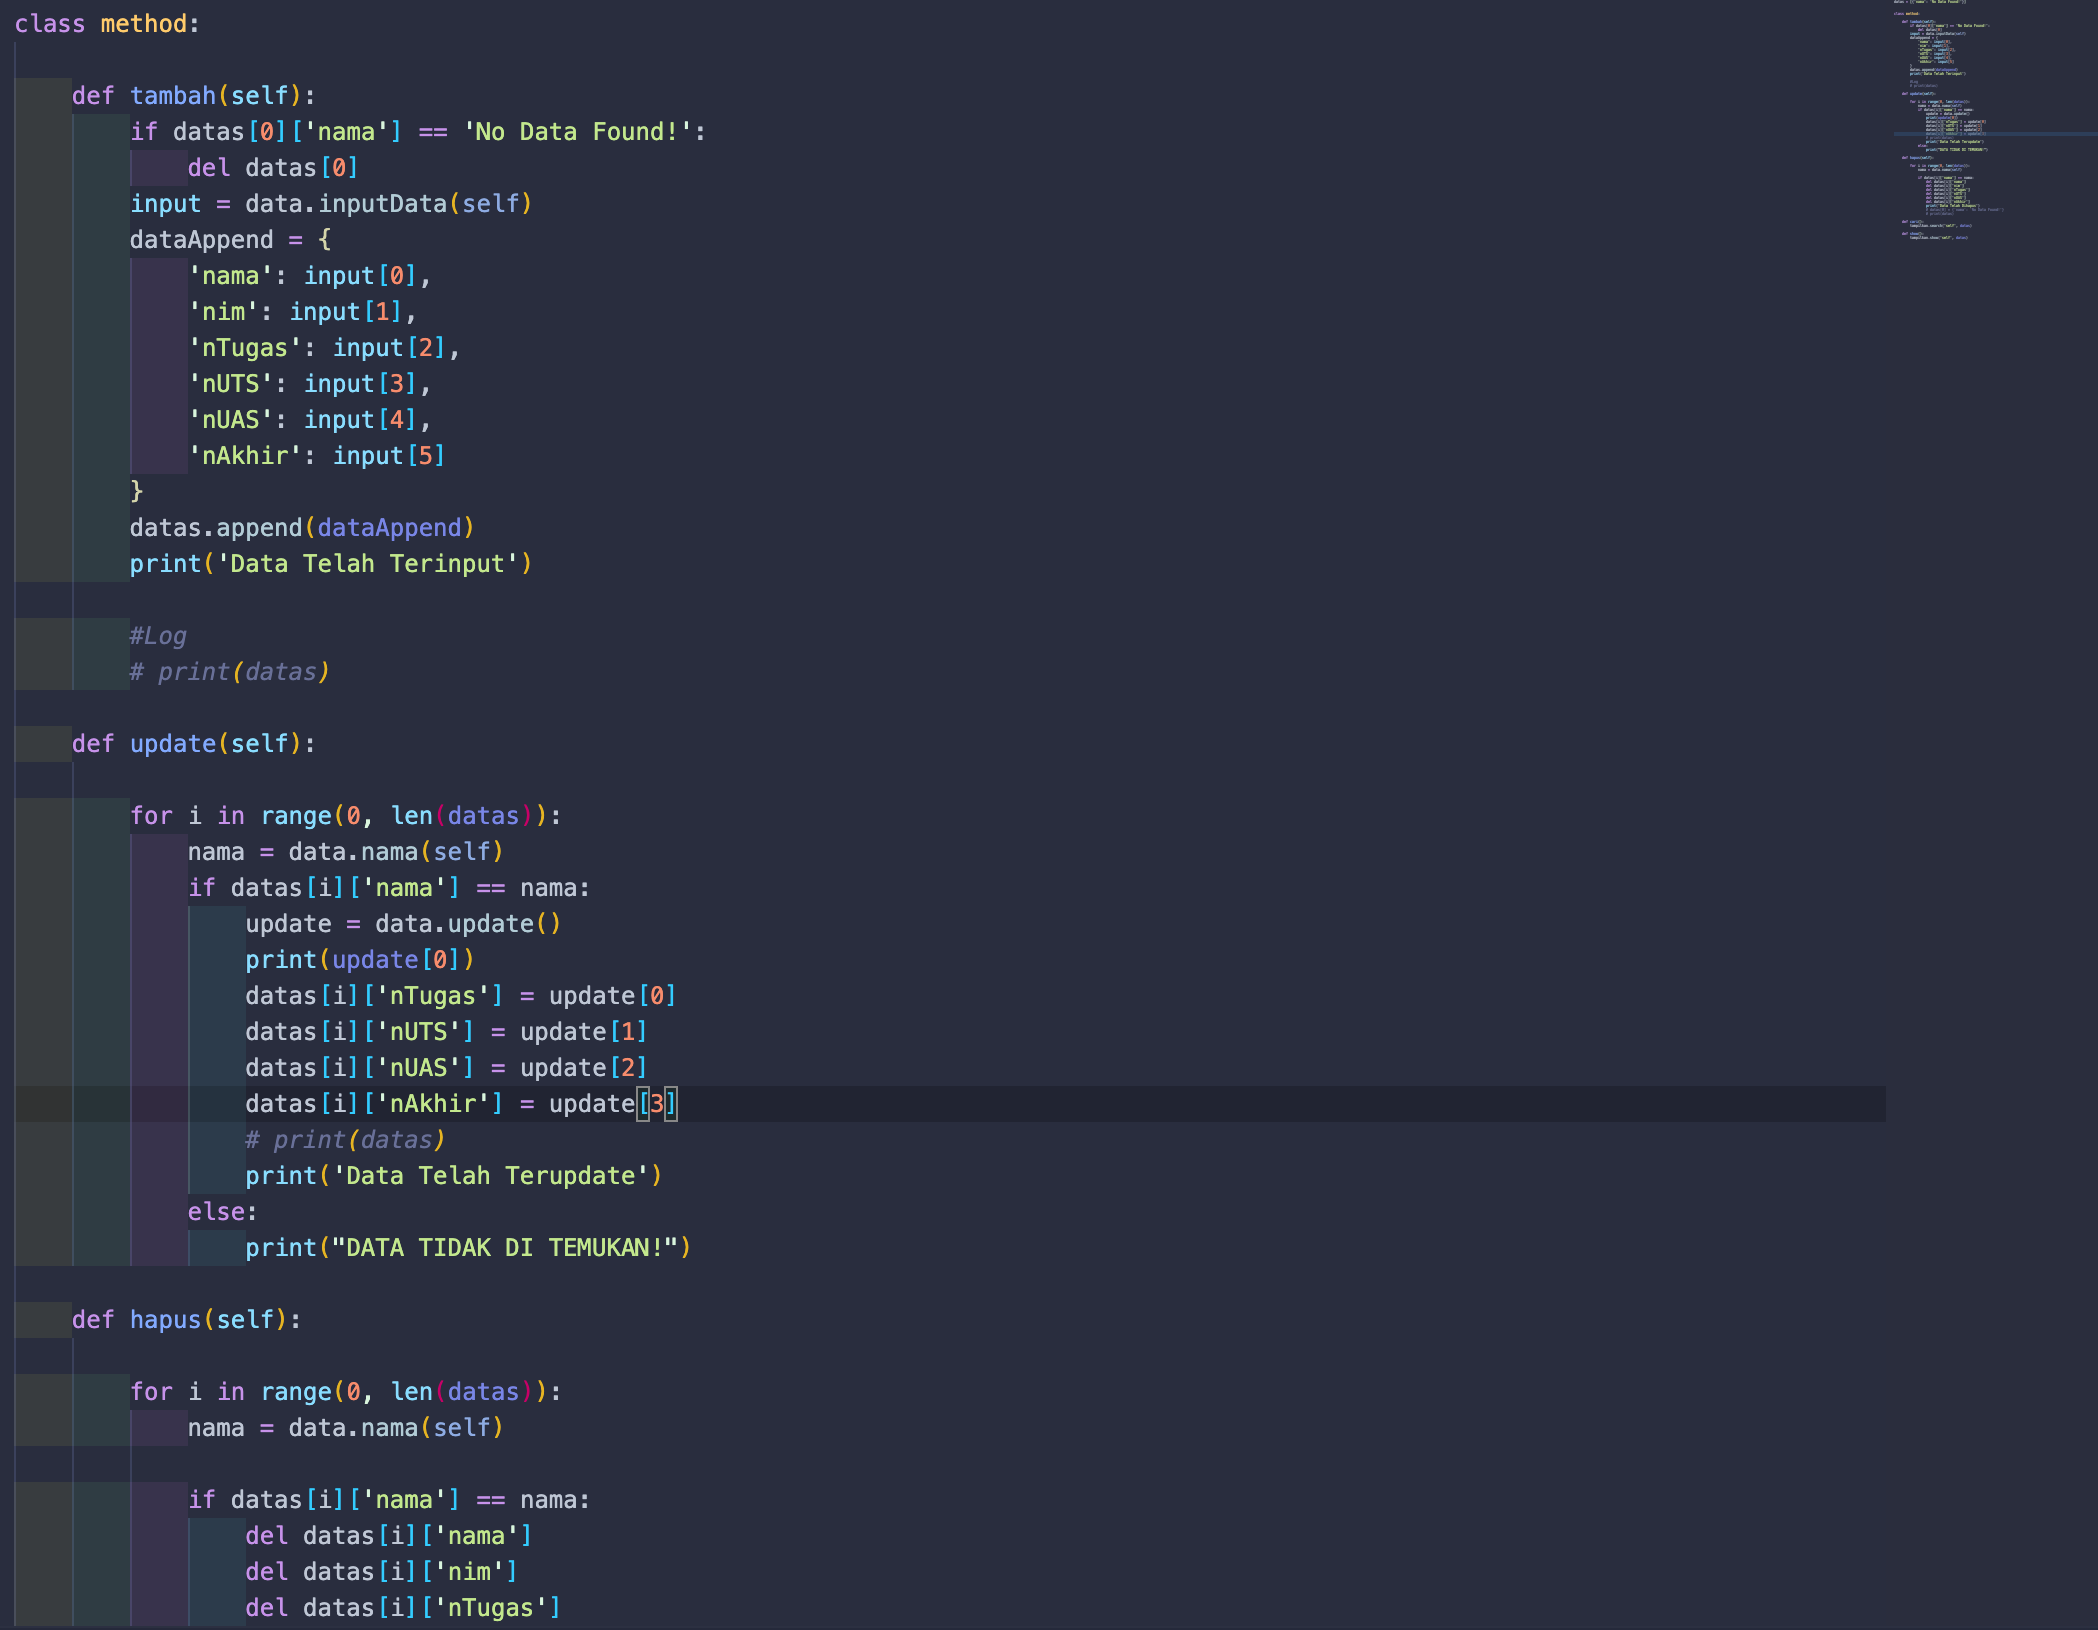 class method:
def tambah(self):
if datas[0]['nama'] == 'No Data Found!':
del datas[0]
input = data.inputData(self)
dataAppend = {
'nama': input[0],
'nim': input[1],
'nTugas': input[2],
'nUTS': input[3],
'nUAS': input[4],
'nAkhir': input[5]
}
datas.append(dataAppend)
print('Data Telah Terinput')
#Log
# print(datas)
def update(self):
for i in range(0, len(datas)):
nama = data.nama(self)
if datas[i]['nama'] == nama:
update = data.update()
print(update[0])
datas[i]['nTugas'] = update[0]
datas[i]['nUTS'] = update[1]
datas[i]['nUAS'] = update[2]
datas[i]['nAkhir'] = update[3]
# print(datas)
print('Data Telah Terupdate')
else:
print("DATA TIDAK DI TEMUKAN!")
def hapus(self):
for i in range(0, len(datas)):
nama = data.nama(self)
if datas[i]['nama'] == nama:
del datas[i]['nama']
del datas[i]['nim']
del datas[i]['nTugas']